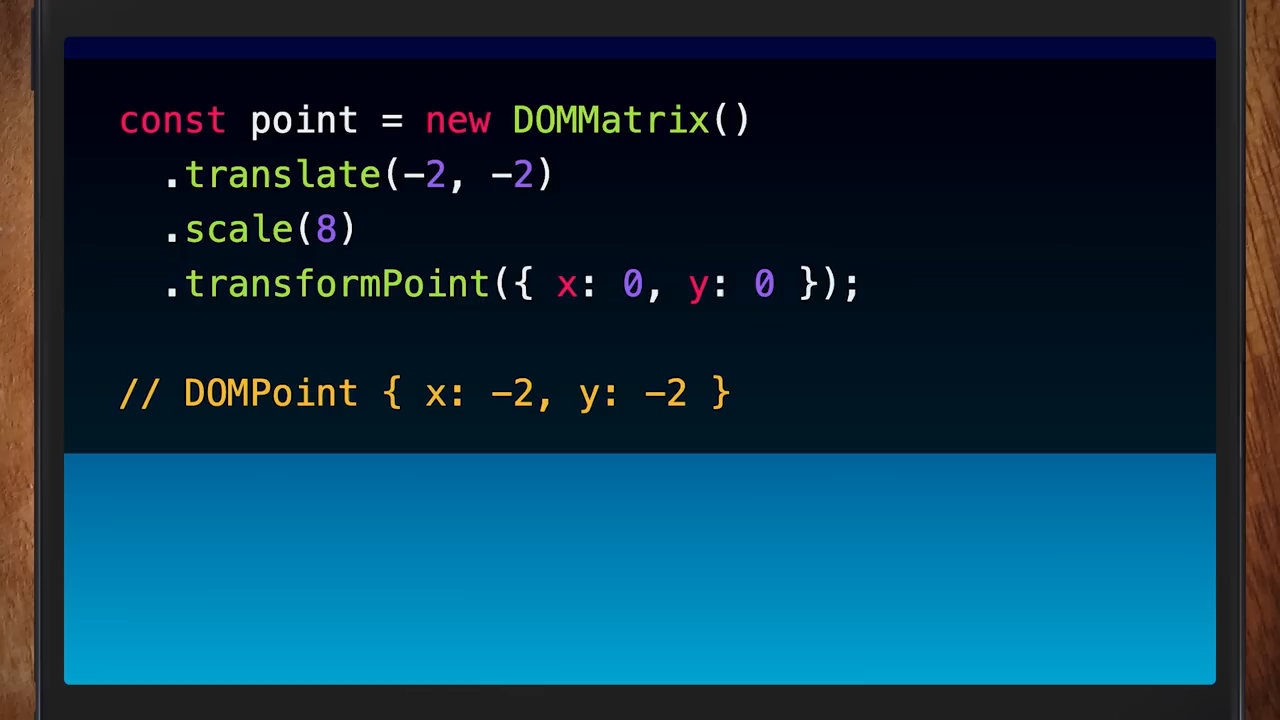 const point = new DOMMatrix()
.translate(−2, −2)
.scale(8)
.transformPoint({ x: 0, y: 0 });
// DOMPoint { x: −2, y: −2 }